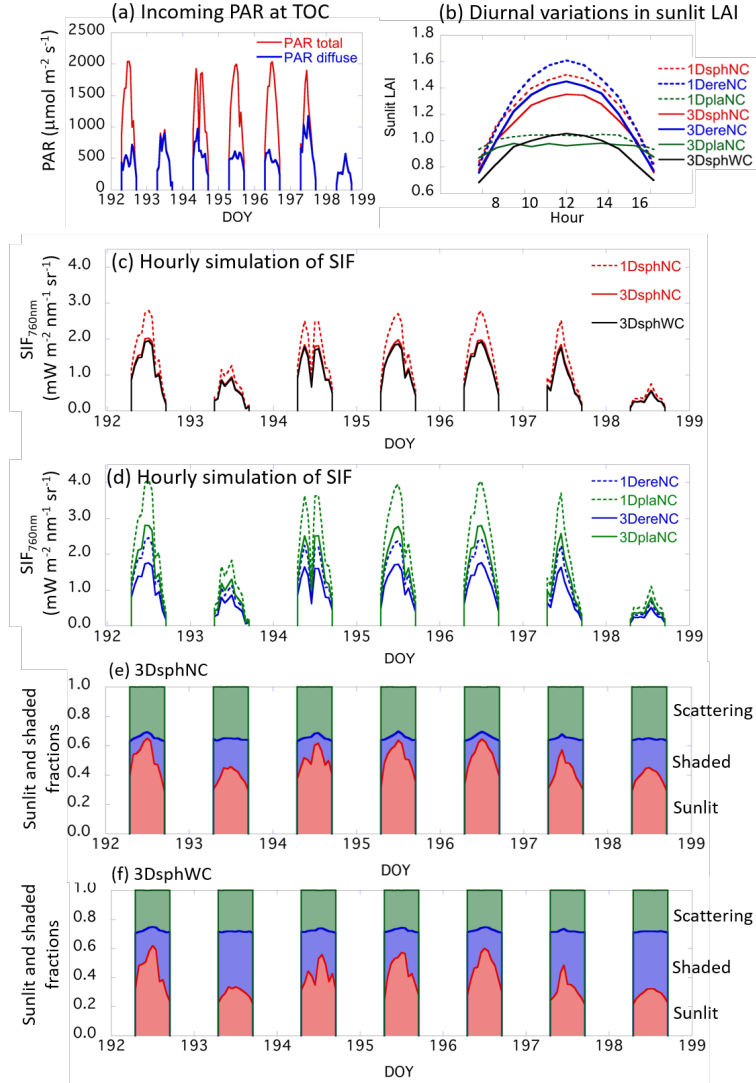 (a) Incoming PAR at TOC
PAR (μmol m⁻² s⁻¹)
2500
2000
1500
1000
500
0
PAR total
PAR diffuse
192 193 194 195 196 197 198 199
DOY
(b) Diurnal variations in sunlit LAI
Sunlit LAI
1.8
1.6
1.4
1.2
1.0
0.8
0.6
1DsphNC
1DereNC
1DplaNC
3DsphNC
3DereNC
3DplaNC
3DsphWC
8 10 12 14 16
Hour
(c) Hourly simulation of SIF
SIF760nm
(mW m⁻² nm⁻¹ sr⁻¹)
4.0
3.0
2.0
1.0
0.0
1DsphNC
3DsphNC
3DsphWC
192 193 194 195 196 197 198 199
DOY
(d) Hourly simulation of SIF
SIF760nm
(mW m⁻² nm⁻¹ sr⁻¹)
4.0
3.0
2.0
1.0
0.0
1DereNC
1DplaNC
3DereNC
3DplaNC
192 193 194 195 196 197 198 199
DOY
(e) 3DsphNC
Sunlit and shaded
fractions
1.0
0.8
0.6
0.4
0.2
0.0
Scattering
Shaded
Sunlit
192 193 194 195 196 197 198 199
DOY
(f) 3DsphWC
Sunlit and shaded
fractions
1.0
0.8
0.6
0.4
0.2
0.0
Scattering
Shaded
Sunlit
192 193 194 195 196 197 198 199
DOY